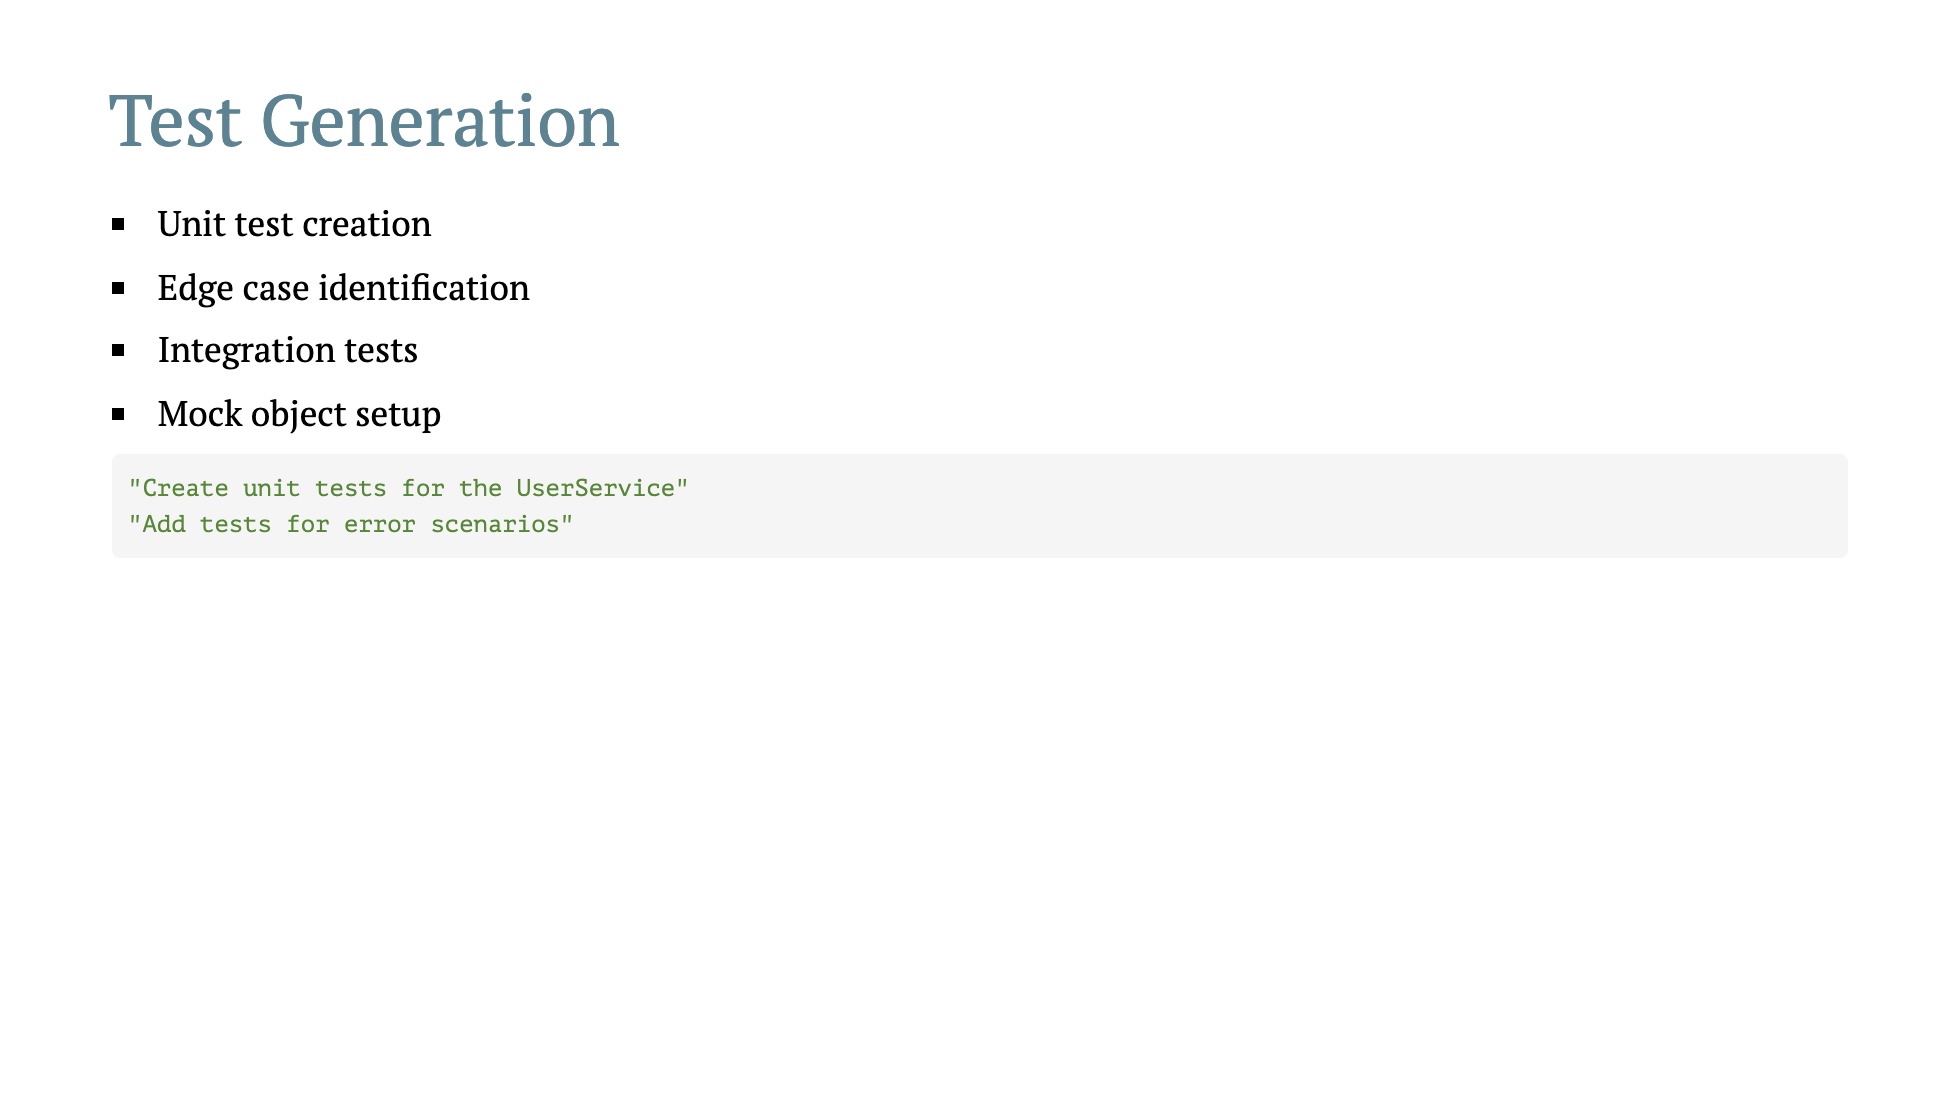 Test Generation
Unit test creation
Edge case identification
Integration tests
Mock object setup
"Create unit tests for the UserService"
"Add tests for error scenarios"